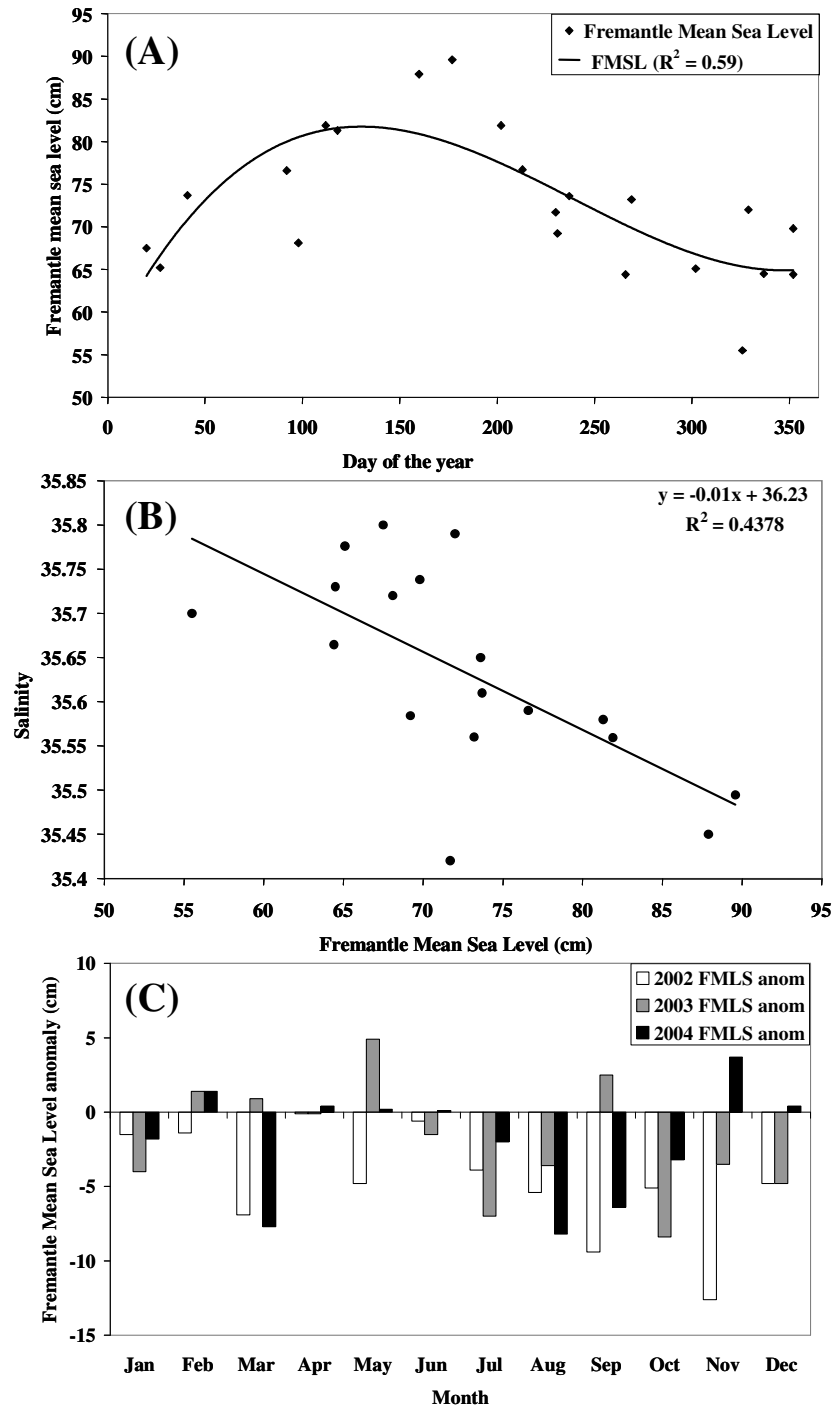 (A)
Fremantle Mean Sea Level
FMSL (R² = 0.59)
Fremantle mean sea level (cm)
95
90
85
80
75
70
65
60
55
50
0 50 100 150 200 250 300 350
Day of the year
(B)
y = -0.01x + 36.23
R² = 0.4378
Salinity
35.85
35.8
35.75
35.7
35.65
35.6
35.55
35.5
35.45
35.4
50 55 60 65 70 75 80 85 90 95
Fremantle Mean Sea Level (cm)
(C)
2002 FMLS anom
2003 FMLS anom
2004 FMLS anom
Fremantle Mean Sea Level anomaly (cm)
10
5
0
-5
-10
-15
Jan Feb Mar Apr May Jun Jul Aug Sep Oct Nov Dec
Month